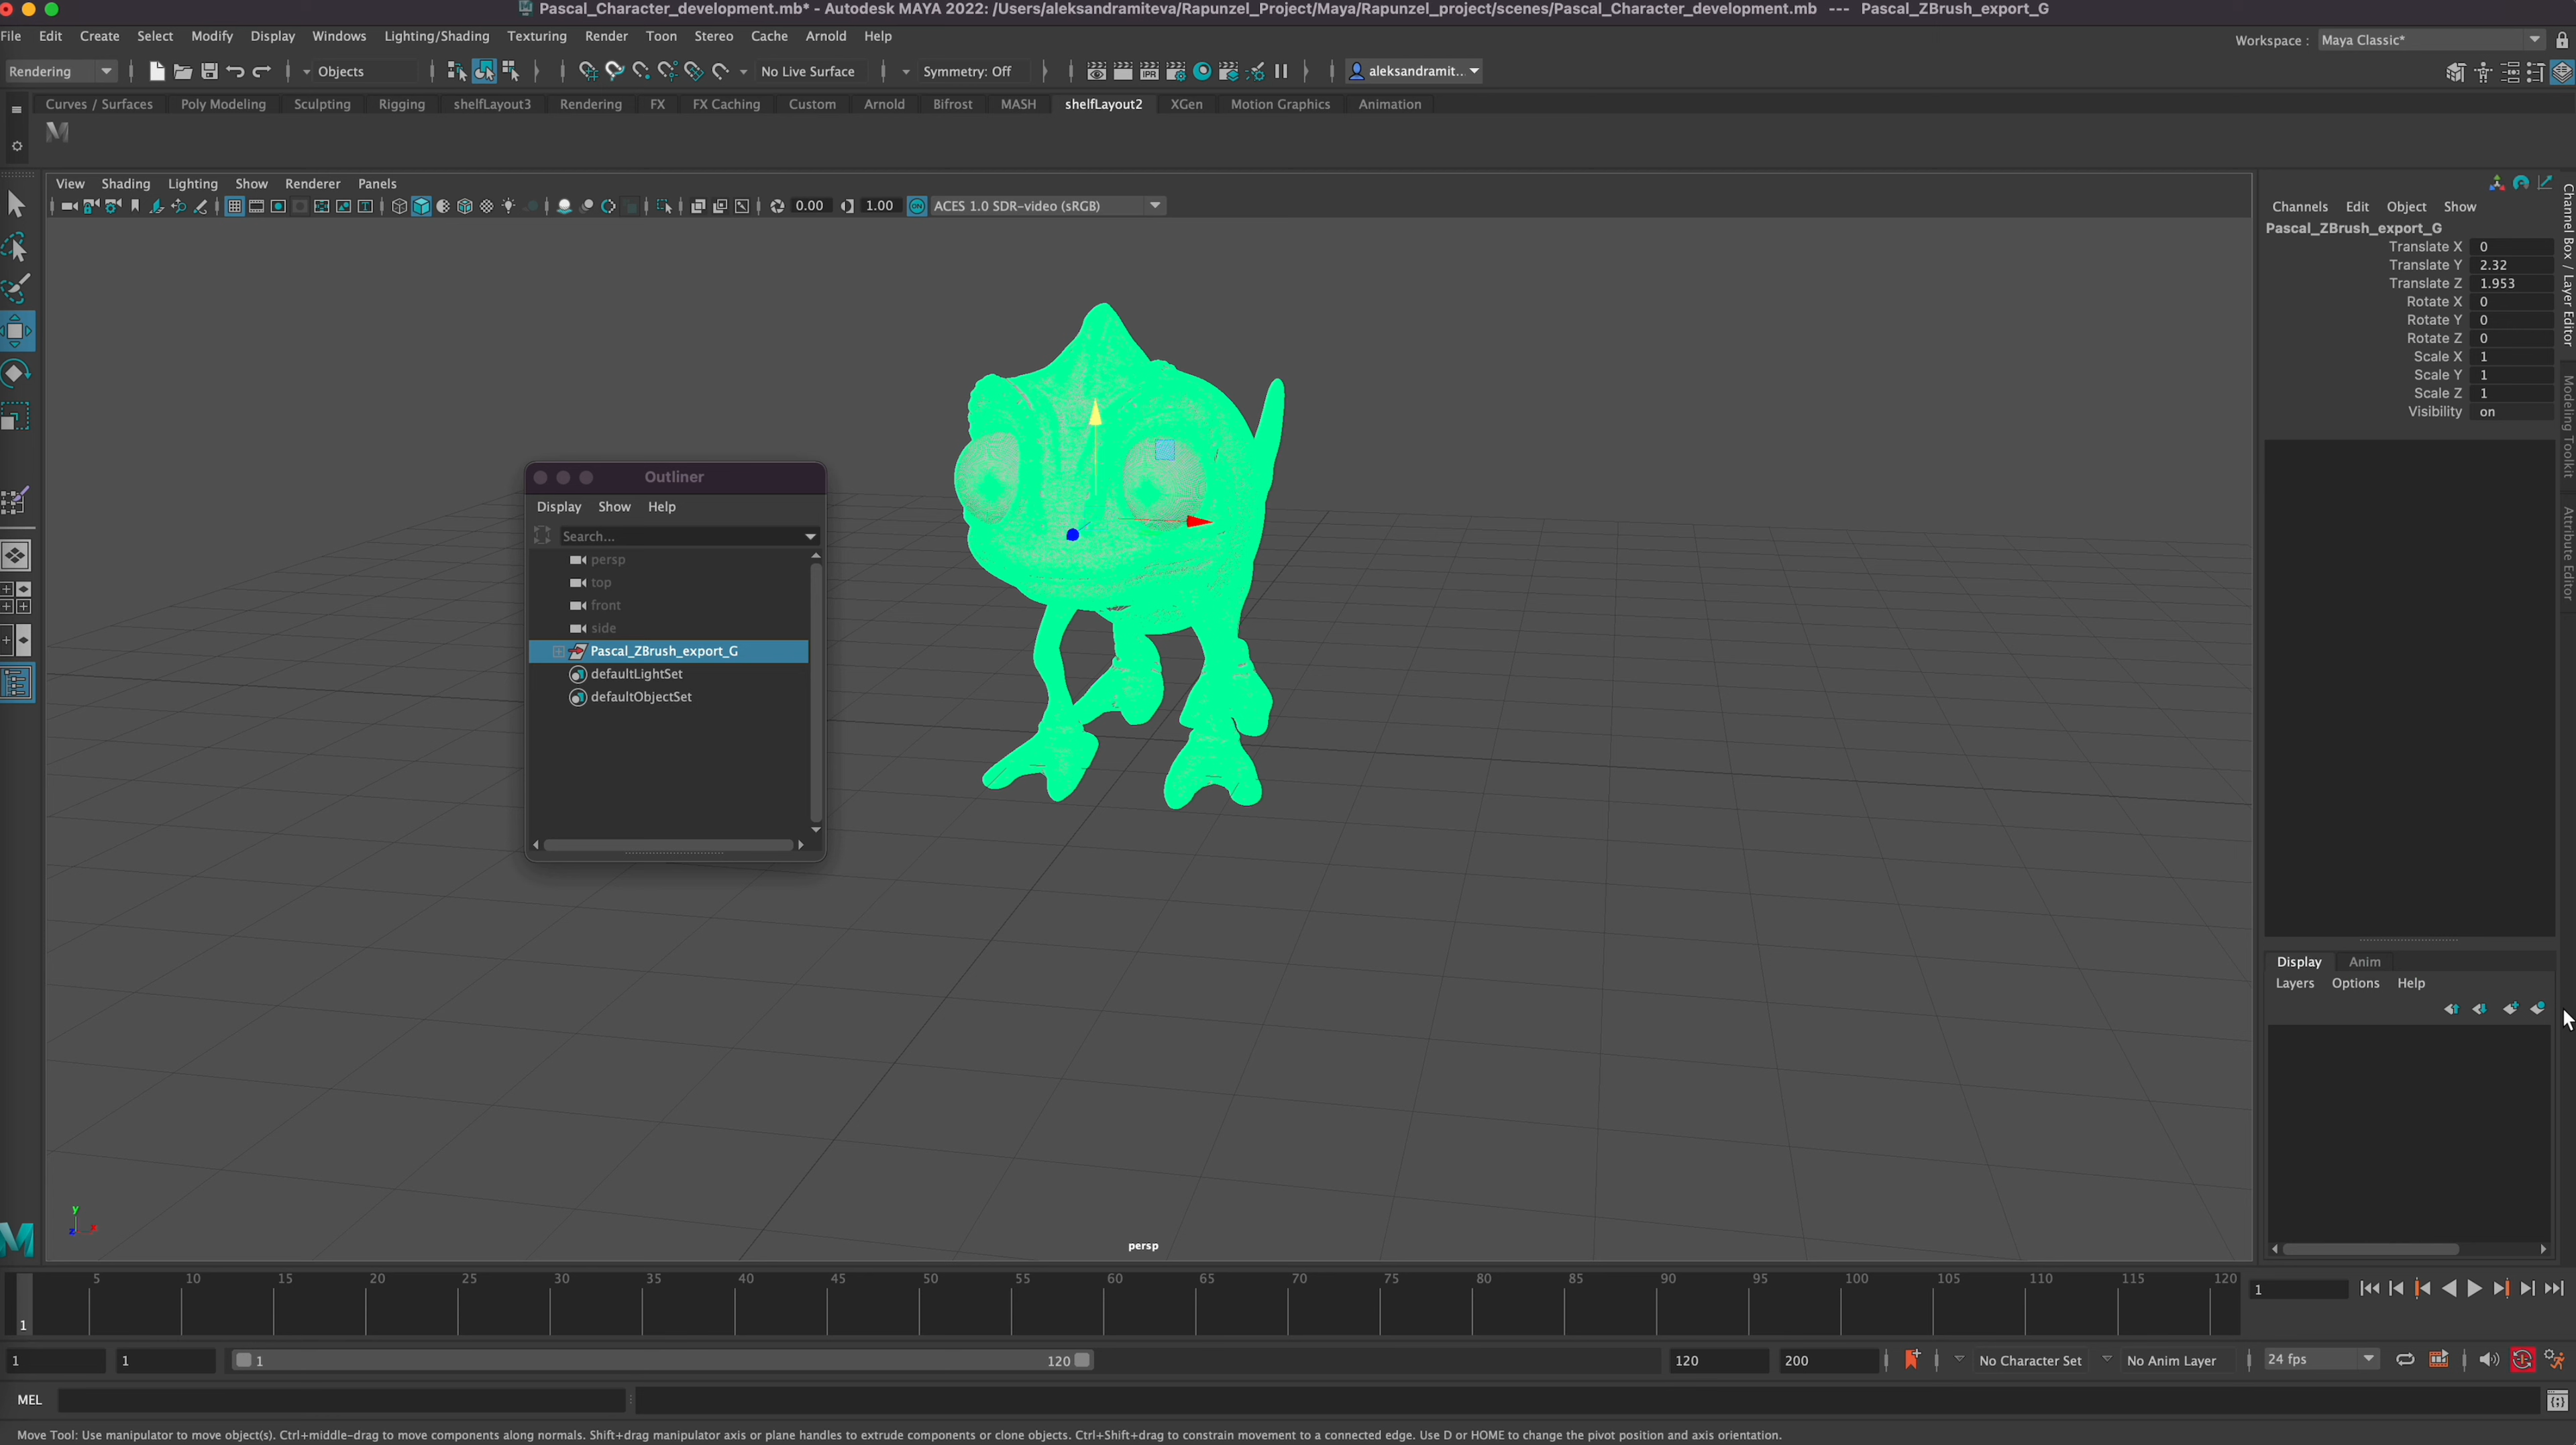 Pascal_Character_development.mb* - Autodesk MAYA 2022: /Users/aleksandramiteva/Rapunzel_Project/Maya/Rapunzel_project/scenes/Pascal_Character_development.mb --- Pascal_ZBrush_export_G
File Edit Create Select Modify Display Windows Lighting/Shading Texturing Render Toon Stereo Cache Arnold Help
Workspace : Maya Classic*
Rendering Objects No Live Surface Symmetry: Off IPR aleksandramit...
Curves / Surfaces Poly Modeling Sculpting Rigging shelfLayout3 Rendering FX FX Caching Custom Arnold Bifrost MASH shelfLayout2 XGen Motion Graphics Animation
View Shading Lighting Show Renderer Panels
0.00 1.00 ON ACES 1.0 SDR-video (sRGB)
Channels Edit Object Show
Pascal_ZBrush_export_G
Translate X 0
Translate Y 2.32
Translate Z 1.953
Rotate X 0
Rotate Y 0
Rotate Z 0
Scale X 1
Scale Y 1
Scale Z 1
Visibility on
Channel Box / Layer Editor
Modeling Toolkit
Attribute Editor
Outliner
Display Show Help
Search...
persp
top
front
side
Pascal_ZBrush_export_G
defaultLightSet
defaultObjectSet
Display Anim
Layers Options Help
y
z x
persp
5 10 15 20 25 30 35 40 45 50 55 60 65 70 75 80 85 90 95 100 105 110 115 120
1
1
1 1 1 120 120 200 No Character Set No Anim Layer 24 fps
MEL
Move Tool: Use manipulator to move object(s). Ctrl+middle-drag to move components along normals. Shift+drag manipulator axis or plane handles to extrude components or clone objects. Ctrl+Shift+drag to constrain movement to a connected edge. Use D or HOME to change the pivot position and axis orientation.